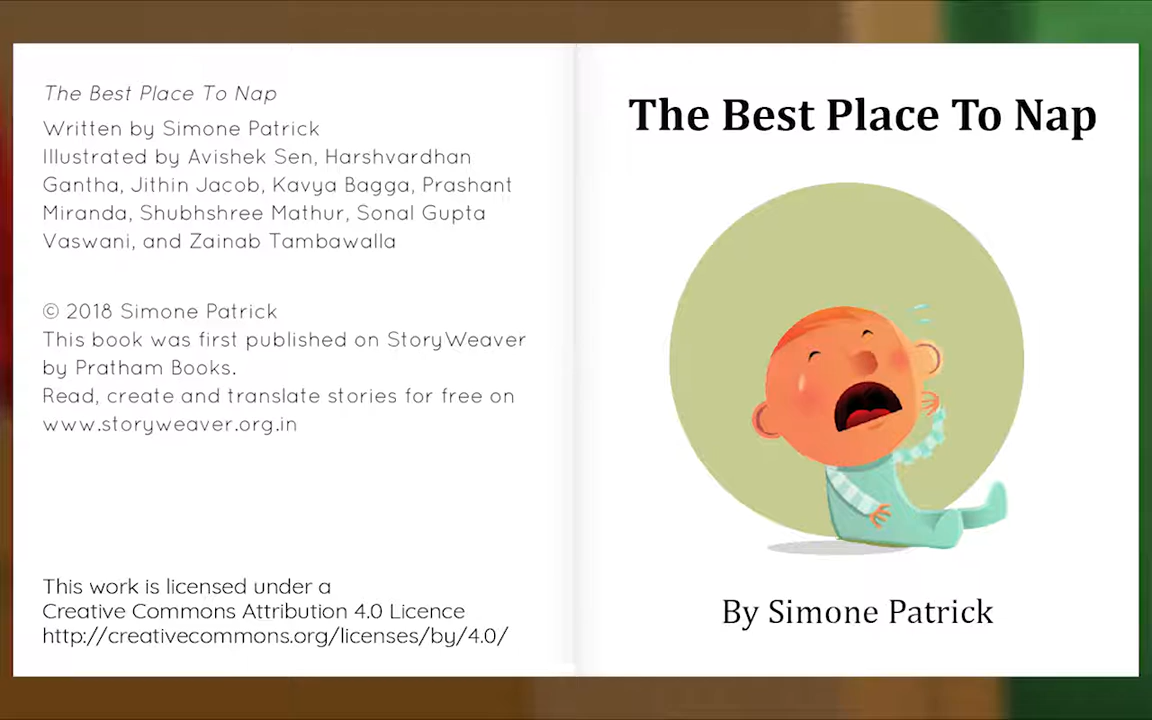 The Best Place To Nap
Written by Simone Patrick
Illustrated by Avishek Sen, Harshvardhan
Gantha, Jithin Jacob, Kavya Bagga, Prashant
Miranda, Shubhshree Mathur, Sonal Gupta
Vaswani, and Zainab Tambawalla
© 2018 Simone Patrick
This book was first published on StoryWeaver
by Pratham Books.
Read, create and translate stories for free on
www.storyweaver.org.in
This work is licensed under a
Creative Commons Attribution 4.0 Licence
http://creativecommons.org/licenses/by/4.0/
The Best Place To Nap
By Simone Patrick